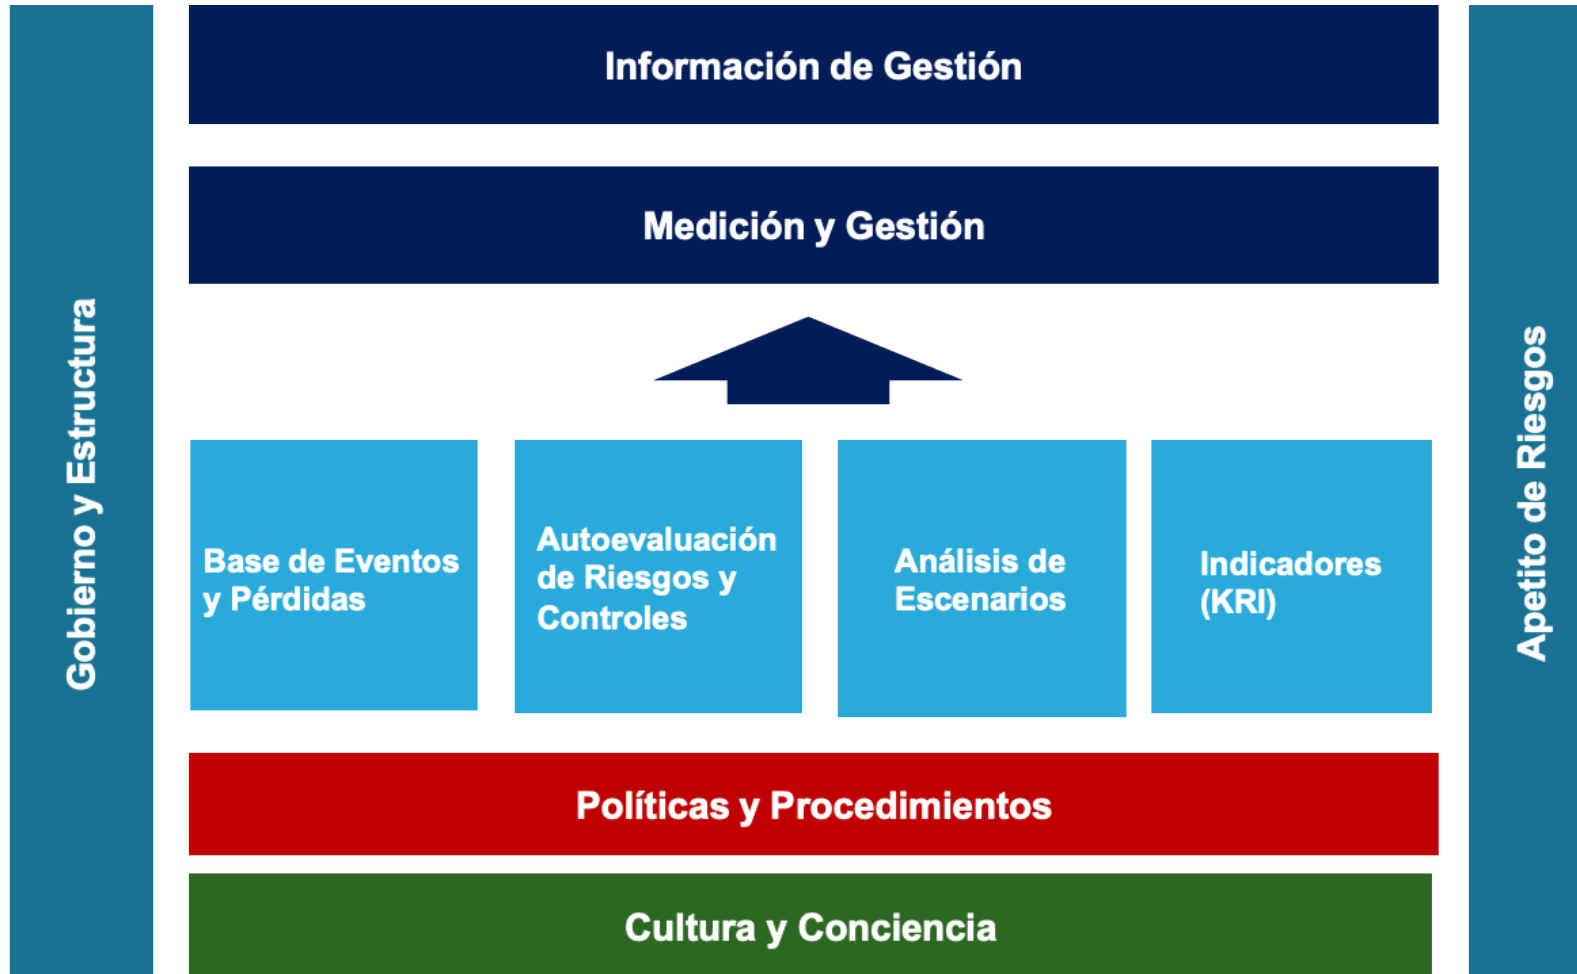 Información de Gestión
Medición y Gestión
Gobierno y Estructura
Apetito de Riesgos
Base de Eventos
y Pérdidas
Autoevaluación
de Riesgos y
Controles
Análisis de
Escenarios
Indicadores
(KRI)
Políticas y Procedimientos
Cultura y Conciencia